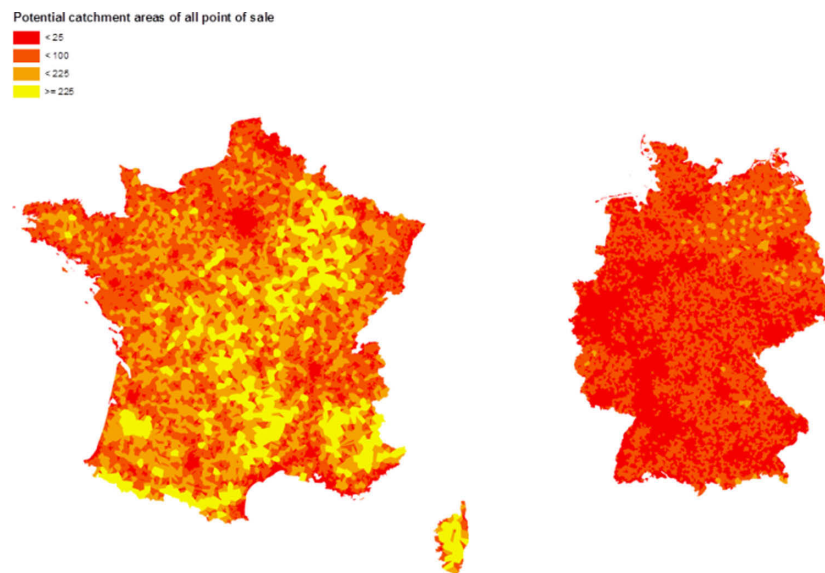 Potential catchment areas of all point of sale
< 25
< 100
< 225
>= 225